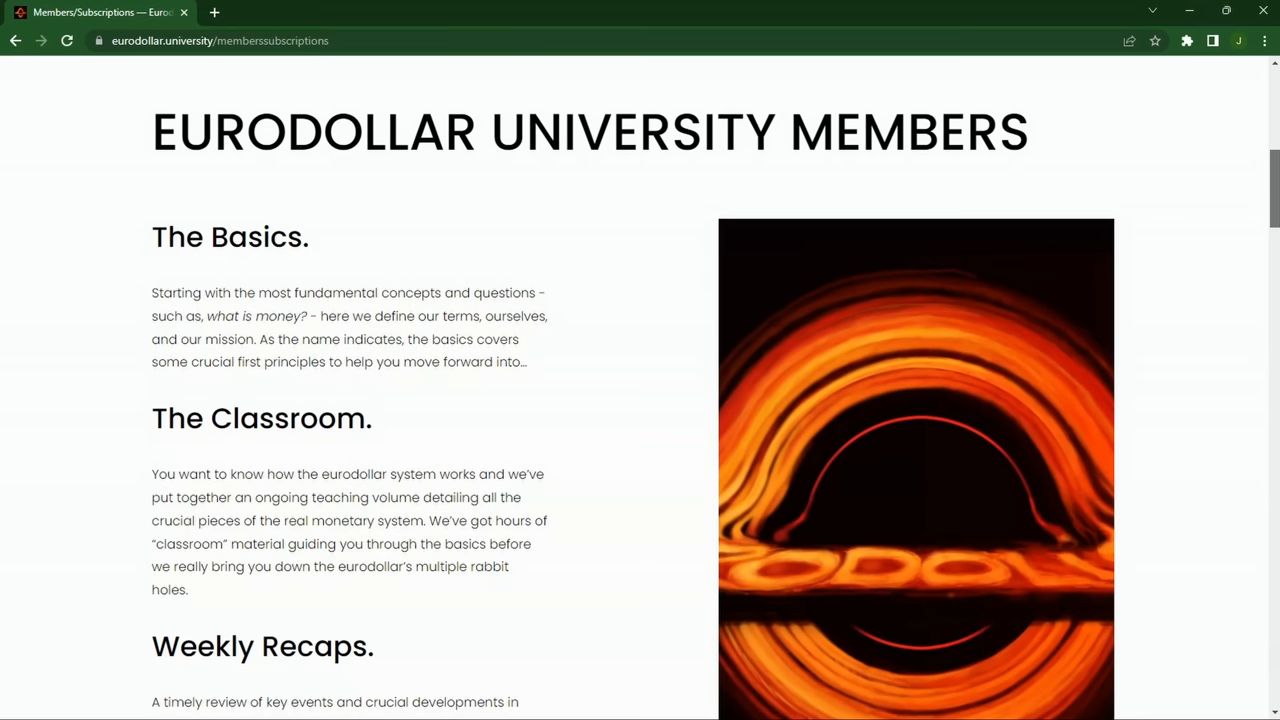 Members/Subscriptions — Eurod
eurodollar.university/memberssubscriptions
J
EURODOLLAR UNIVERSITY MEMBERS
The Basics.
Starting with the most fundamental concepts and questions -
such as, what is money? - here we define our terms, ourselves,
and our mission. As the name indicates, the basics covers
some crucial first principles to help you move forward into...
The Classroom.
You want to know how the eurodollar system works and we’ve
put together an ongoing teaching volume detailing all the
crucial pieces of the real monetary system. We’ve got hours of
“classroom” material guiding you through the basics before
we really bring you down the eurodollar’s multiple rabbit
holes.
Weekly Recaps.
A timely review of key events and crucial developments in
ODOLL